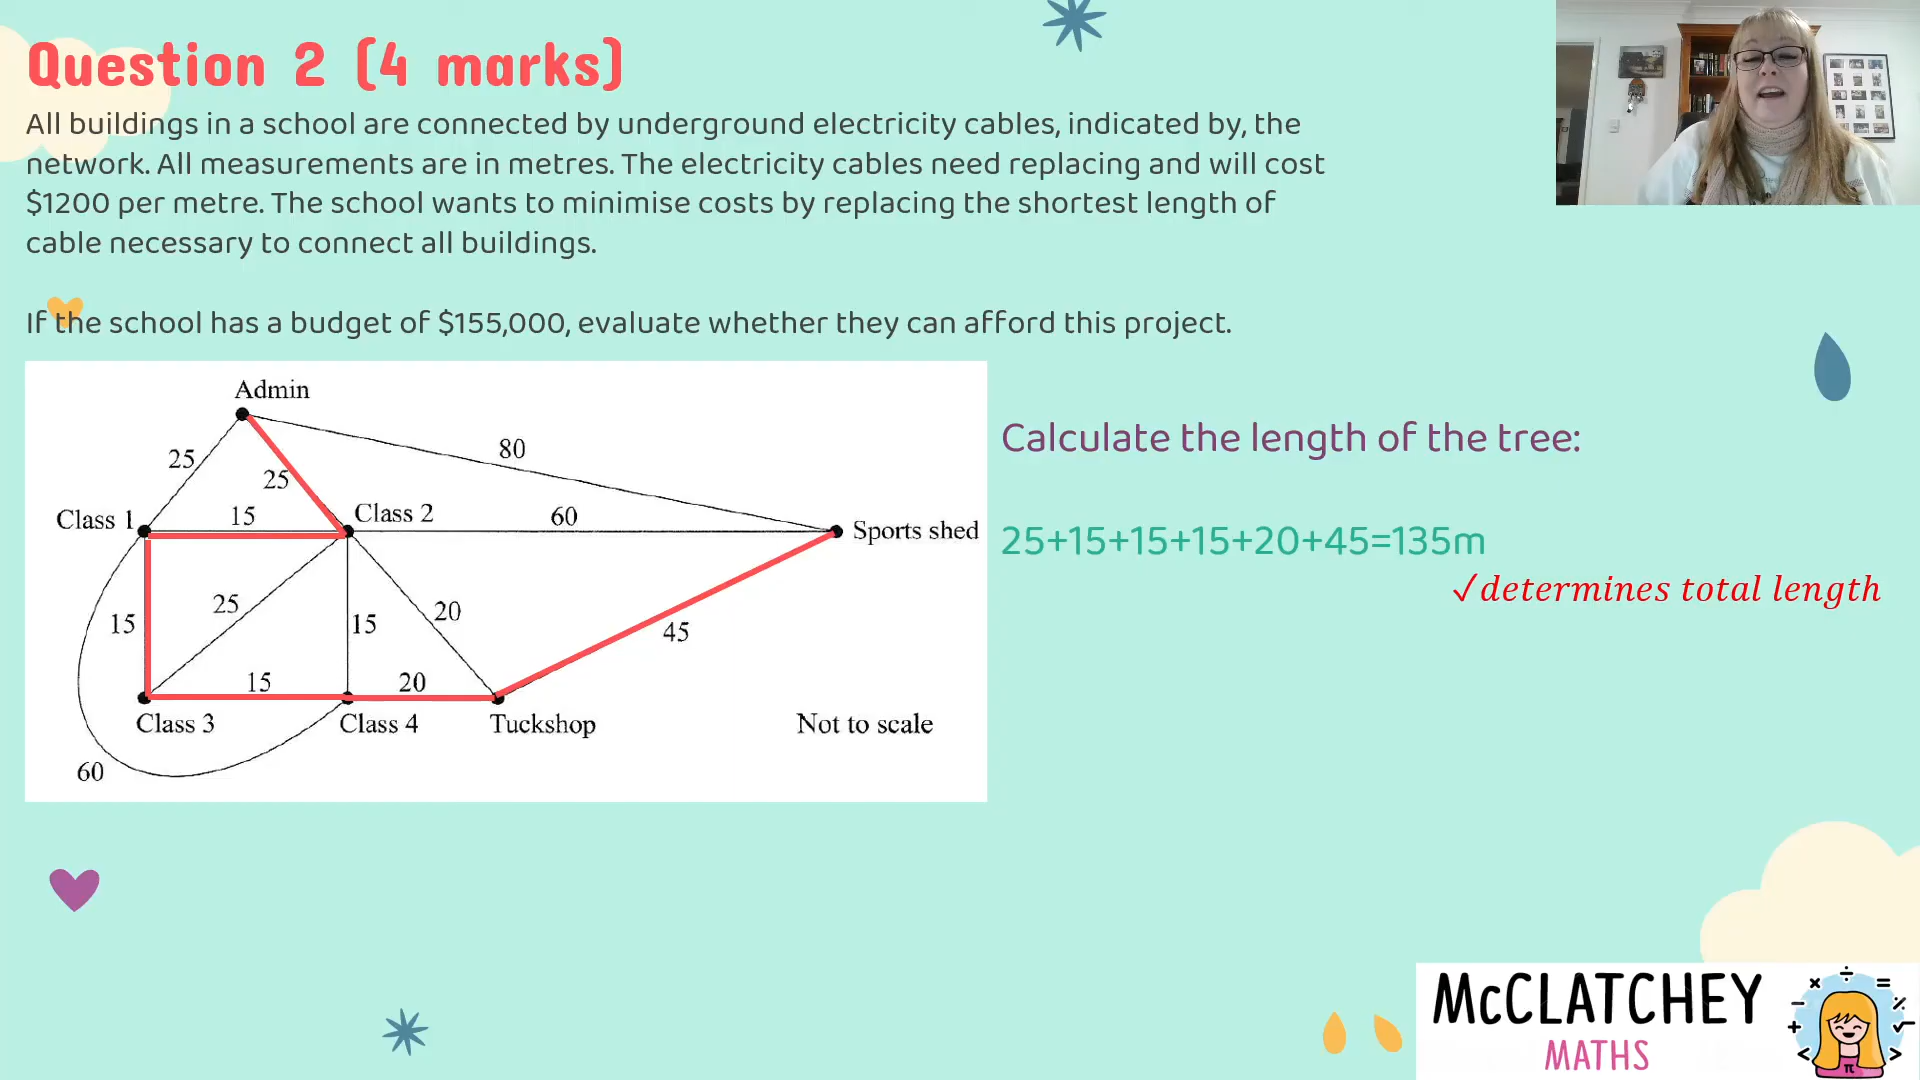 Question 2 (4 marks)
All buildings in a school are connected by underground electricity cables, indicated by, the
network. All measurements are in metres. The electricity cables need replacing and will cost
$1200 per metre. The school wants to minimise costs by replacing the shortest length of
cable necessary to connect all buildings.
If the school has a budget of $155,000, evaluate whether they can afford this project.
Admin
80
25
25
Class 1
15
Class 2
60
Sports shed
25
20
15
15
45
15
20
Class 3
Class 4
Tuckshop
Not to scale
60
Calculate the length of the tree:
25+15+15+15+20+45=135m
✓determines total length
McCLATCHEY
MATHS
× ÷ = − % + √ < > π